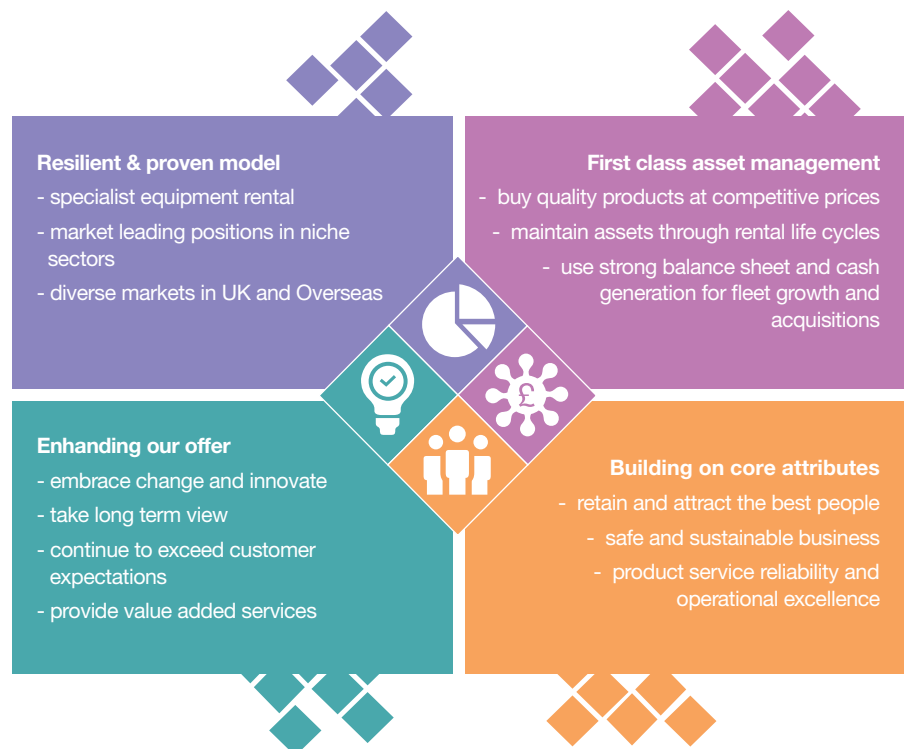 Resilient & proven model
- specialist equipment rental
- market leading positions in niche
sectors
- diverse markets in UK and Overseas
First class asset management
- buy quality products at competitive prices
- maintain assets through rental life cycles
- use strong balance sheet and cash
generation for fleet growth and
acquisitions
£
Enhanding our offer
- embrace change and innovate
- take long term view
- continue to exceed customer
expectations
- provide value added services
Building on core attributes
- retain and attract the best people
- safe and sustainable business
- product service reliability and
operational excellence